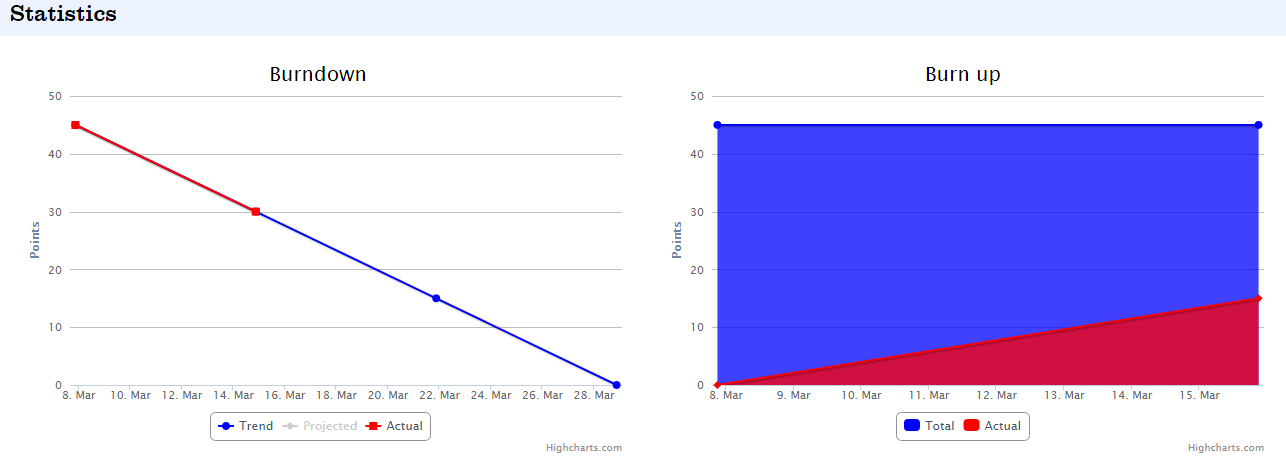 Statistics
Burndown
50
40
30
20
10
0
Points
8. Mar 10. Mar 12. Mar 14. Mar 16. Mar 18. Mar 20. Mar 22. Mar 24. Mar 26. Mar 28. Mar
Trend Projected Actual
Highcharts.com
Burn up
50
40
30
20
10
0
Points
8. Mar 9. Mar 10. Mar 11. Mar 12. Mar 13. Mar 14. Mar 15. Mar
Total Actual
Highcharts.com